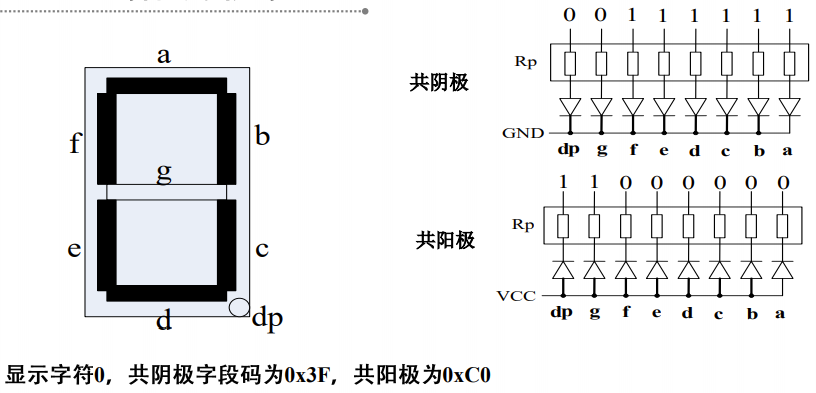 a
f
b
g
e
c
d
dp
共阴极
0 0 1 1 1 1 1 1
Rp
GND
dp g f e d c b a
共阳极
1 1 0 0 0 0 0 0
Rp
VCC
dp g f e d c b a
显示字符0，共阴极字段码为0x3F，共阳极为0xC0